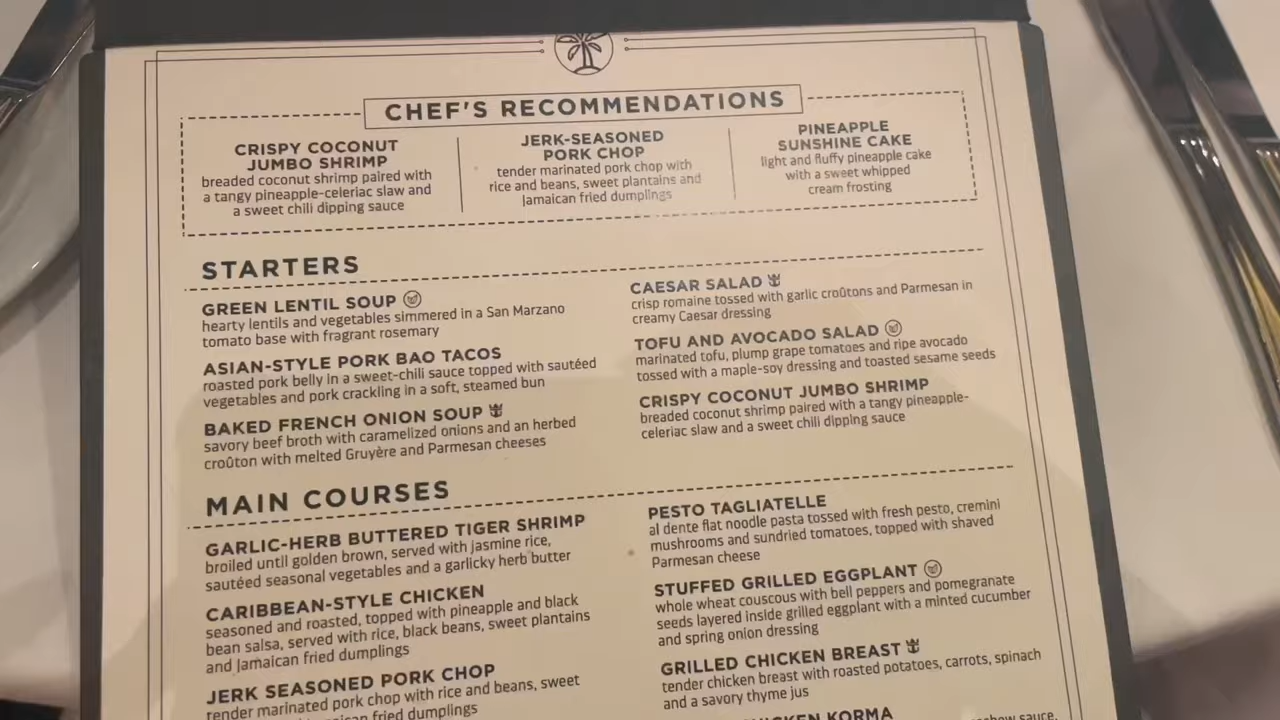 CHEF'S RECOMMENDATIONS
CRISPY COCONUT
JUMBO SHRIMP
breaded coconut shrimp paired with
a tangy pineapple-celeriac slaw and
a sweet chili dipping sauce
JERK-SEASONED
PORK CHOP
tender marinated pork chop with
rice and beans, sweet plantains and
Jamaican fried dumplings
PINEAPPLE
SUNSHINE CAKE
light and fluffy pineapple cake
with a sweet whipped
cream frosting
STARTERS
GREEN LENTIL SOUP
hearty lentils and vegetables simmered in a San Marzano
tomato base with fragrant rosemary
ASIAN-STYLE PORK BAO TACOS
roasted pork belly in a sweet-chili sauce topped with sautéed
vegetables and pork crackling in a soft, steamed bun
BAKED FRENCH ONION SOUP
savory beef broth with caramelized onions and an herbed
croûton with melted Gruyère and Parmesan cheeses
CAESAR SALAD
crisp romaine tossed with garlic croûtons and Parmesan in
creamy Caesar dressing
TOFU AND AVOCADO SALAD
marinated tofu, plump grape tomatoes and ripe avocado
tossed with a maple-soy dressing and toasted sesame seeds
CRISPY COCONUT JUMBO SHRIMP
breaded coconut shrimp paired with a tangy pineapple-
celeriac slaw and a sweet chili dipping sauce
MAIN COURSES
GARLIC-HERB BUTTERED TIGER SHRIMP
broiled until golden brown, served with jasmine rice,
sautéed seasonal vegetables and a garlicky herb butter
CARIBBEAN-STYLE CHICKEN
seasoned and roasted, topped with pineapple and black
bean salsa, served with rice, black beans, sweet plantains
and Jamaican fried dumplings
JERK SEASONED PORK CHOP
tender marinated pork chop with rice and beans, sweet
fried dumplings
PESTO TAGLIATELLE
al dente flat noodle pasta tossed with fresh pesto, cremini
mushrooms and sundried tomatoes, topped with shaved
Parmesan cheese
STUFFED GRILLED EGGPLANT
whole wheat couscous with bell peppers and pomegranate
seeds layered inside grilled eggplant with a minted cucumber
and spring onion dressing
GRILLED CHICKEN BREAST
tender chicken breast with roasted potatoes, carrots, spinach
and a savory thyme jus
KORMA
sauce,